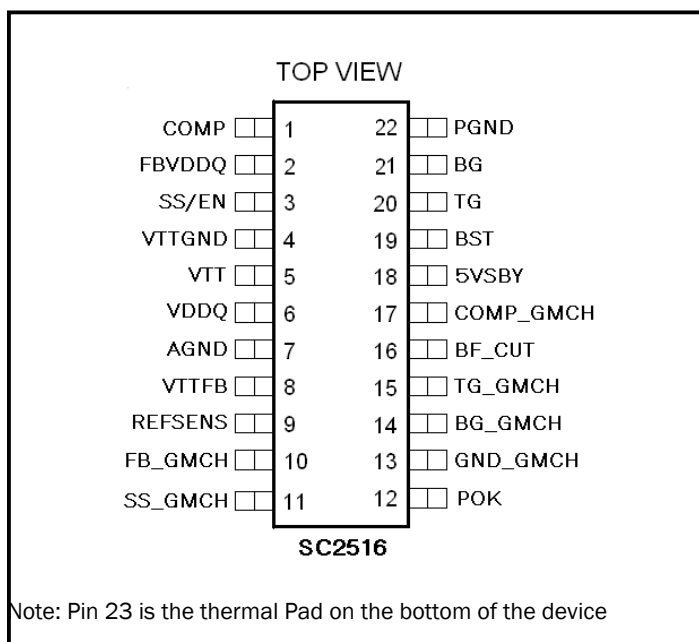 TOP VIEW
COMP 1 22 PGND
FBVDDQ 2 21 BG
SS/EN 3 20 TG
VTTGND 4 19 BST
VTT 5 18 5VSBY
VDDQ 6 17 COMP_GMCH
AGND 7 16 BF_CUT
VTTFB 8 15 TG_GMCH
REFSENS 9 14 BG_GMCH
FB_GMCH 10 13 GND_GMCH
SS_GMCH 11 12 POK
SC2516
Note: Pin 23 is the thermal Pad on the bottom of the device